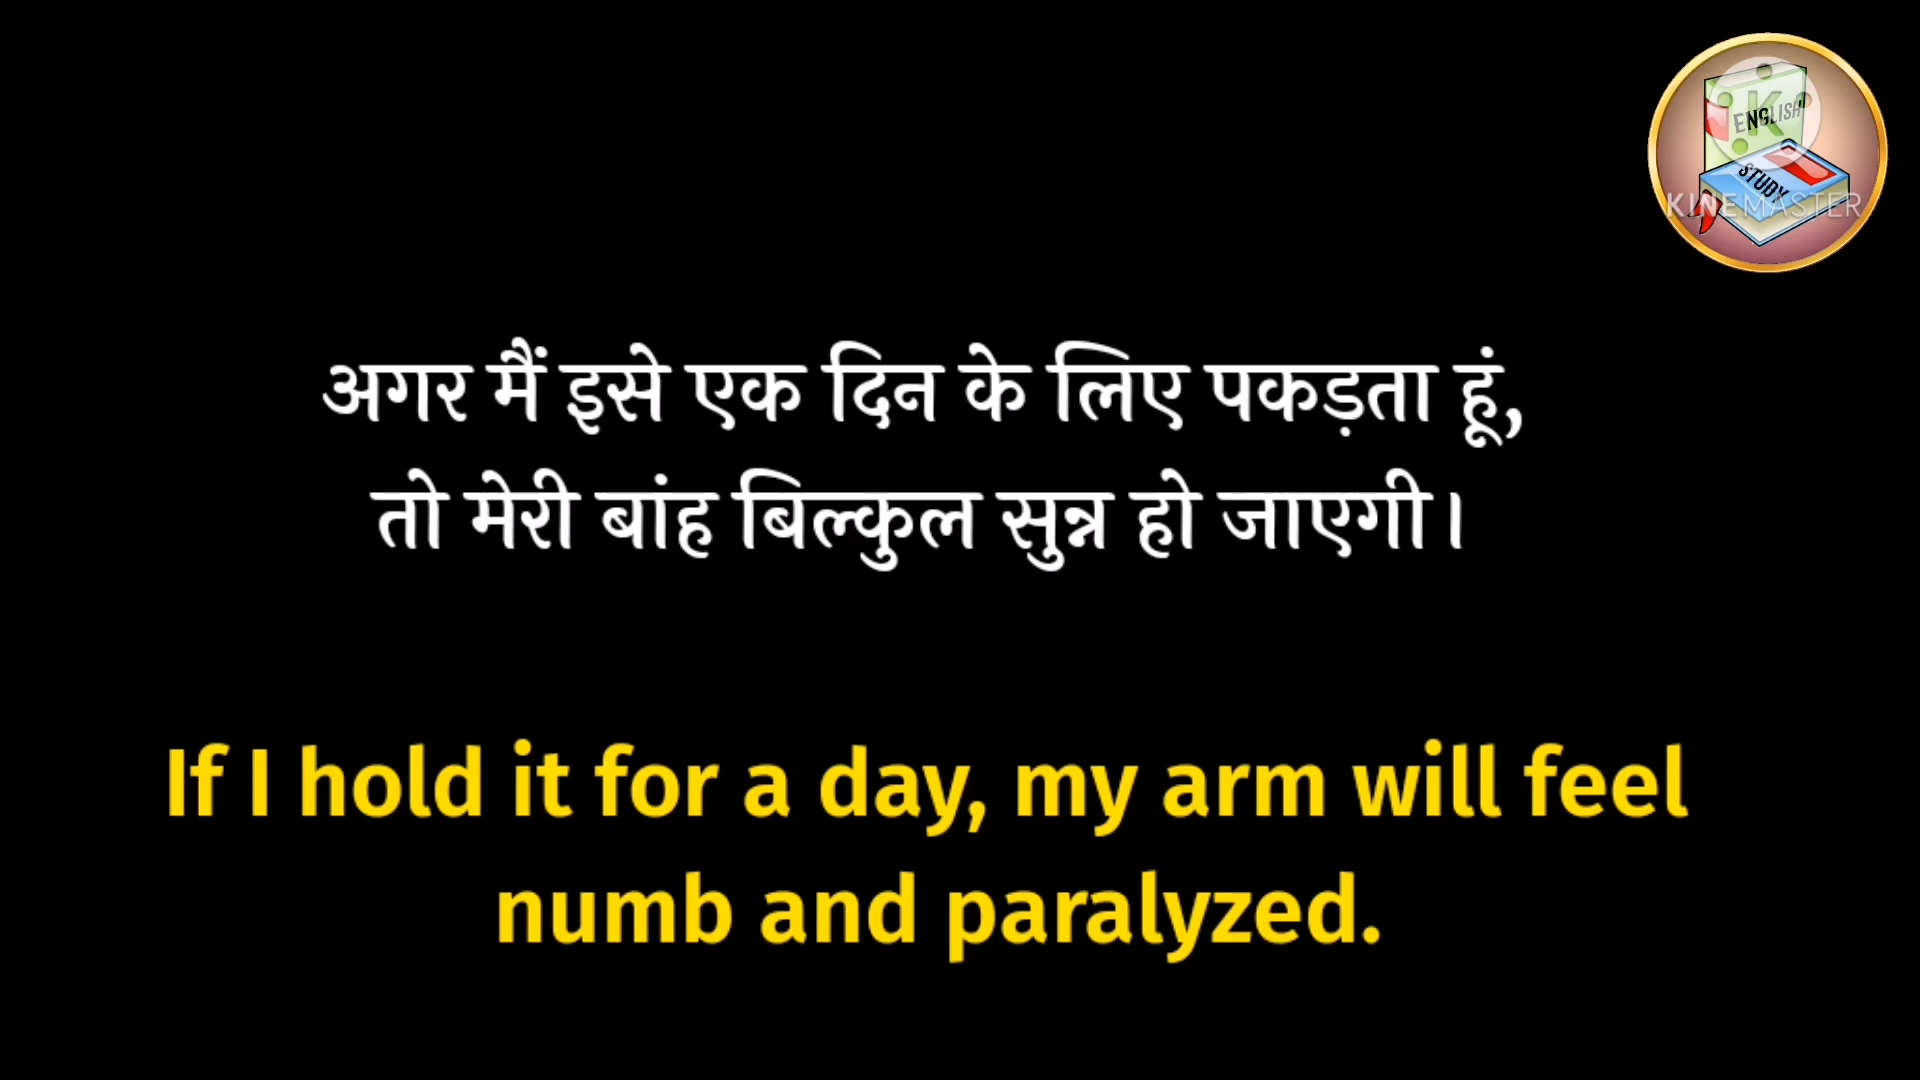 ENGLISH
STUDY
KINEMASTER
अगर मैं इसे एक दिन के लिए पकड़ता हूं,
तो मेरी बांह बिल्कुल सुन्न हो जाएगी।
If I hold it for a day, my arm will feel
numb and paralyzed.